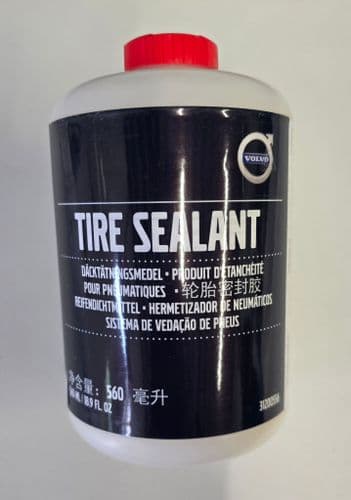 VOLVO
TIRE SEALANT
DÄCKTÄTNINGSMEDEL • PRODUIT D'ÉTANCHÉITÉ
POUR PNEUMATIQUES • 轮胎密封胶
REIFENDICHTMITTEL • HERMETIZADOR DE NEUMÁTICOS
SISTEMA DE VEDAÇÃO DE PNEUS
净含量: 560 毫升
560 ML / 18.9 FL. OZ